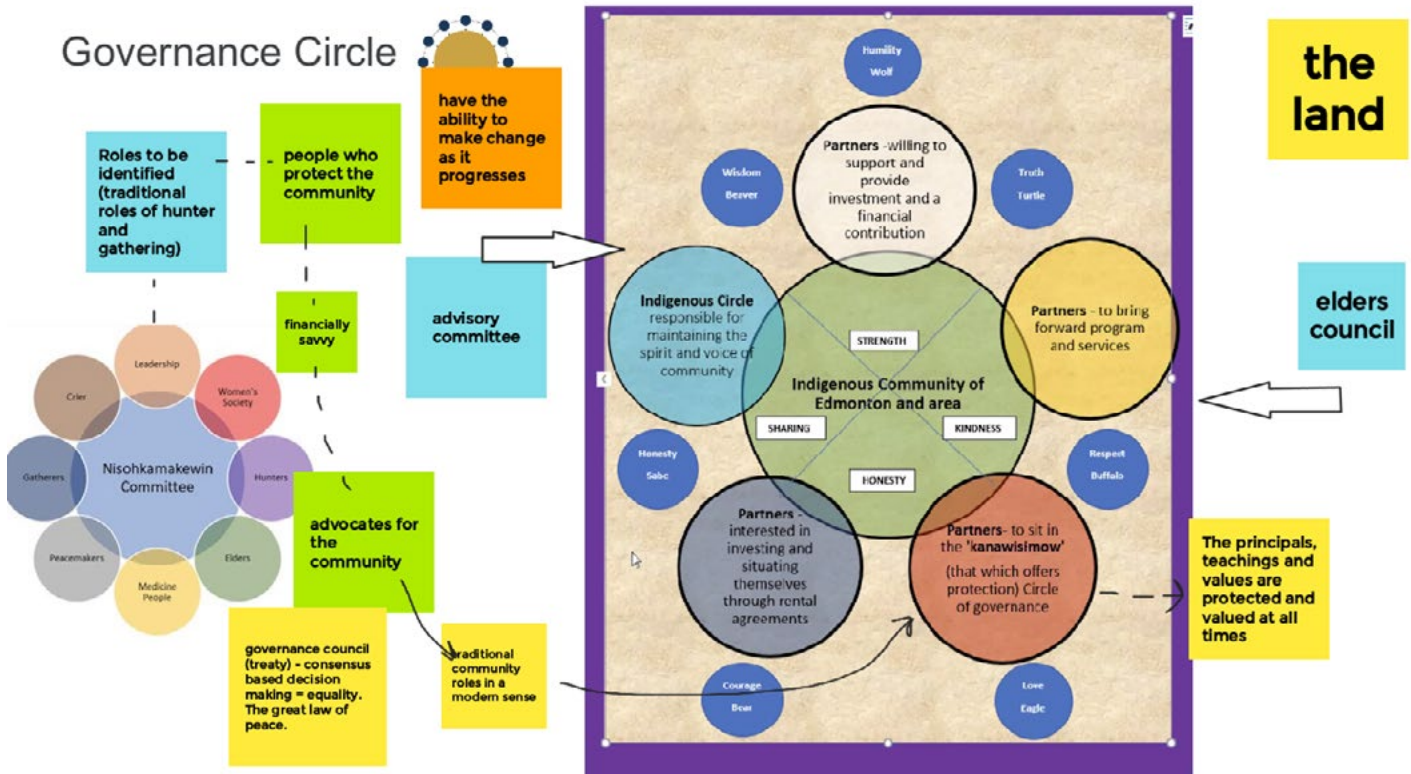 Governance Circle
have the
ability to
make change
as it
progresses
Roles to be
identified
(traditional
roles of hunter
and
gathering)
people who
protect the
community
financially
savvy
advisory
committee
advocates for
the
community
governance council
(treaty) - consensus
based decision
making = equality.
The great law of
peace.
traditional
community
roles in a
modern sense
Leadership
Crier
Women's
Society
Gatherers
Nisohkamakewin
Committee
Hunters
Peacemakers
Elders
Medicine
People
Humility
Wolf
Wisdom
Beaver
Truth
Turtle
Partners -willing to
support and
provide
investment and a
financial
contribution
Indigenous Circle
responsible for
maintaining the
spirit and voice of
community
Partners - to bring
forward program
and services
STRENGTH
Indigenous Community of
Edmonton and area
SHARING
KINDNESS
HONESTY
Honesty
Sabe
Respect
Buffalo
Partners -
interested in
investing and
situating
themselves
through rental
agreements
Partners- to sit in
the 'kanawisimow'
(that which offers
protection) Circle
of governance
Courage
Bear
Love
Eagle
the
land
elders
council
The principals,
teachings and
values are
protected and
valued at all
times